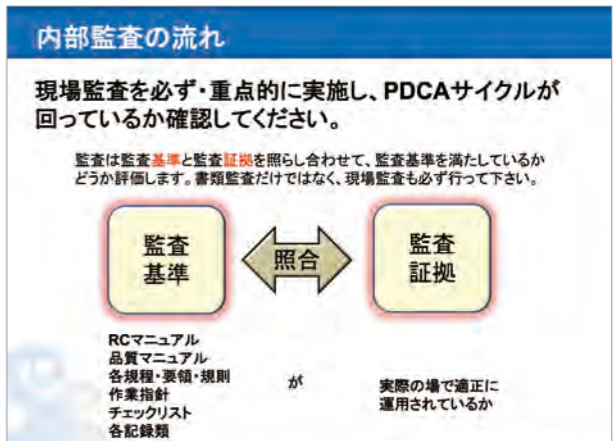 内部監査の流れ
現場監査を必ず・重点的に実施し、PDCAサイクルが
回っているか確認してください。
監査は監査基準と監査証拠を照らし合わせて、監査基準を満たしているか
どうか評価します。書類監査だけではなく、現場監査も必ず行って下さい。
監査
基準
照合
監査
証拠
RCマニュアル
品質マニュアル
各規程・要領・規則
作業指針
チェックリスト
各記録類
が
実際の場で適正に
運用されているか